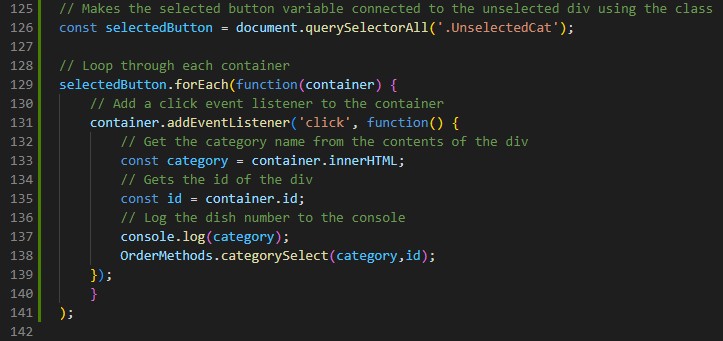 125 // Makes the selected button variable connected to the unselected div using the class
126 const selectedButton = document.querySelectorAll('.UnselectedCat');
127
128 // Loop through each container
129 selectedButton.forEach(function(container) {
130     // Add a click event listener to the container
131     container.addEventListener('click', function() {
132         // Get the category name from the contents of the div
133         const category = container.innerHTML;
134         // Gets the id of the div
135         const id = container.id;
136         // Log the dish number to the console
137         console.log(category);
138         OrderMethods.categorySelect(category,id);
139     });
140     }
141 );
142